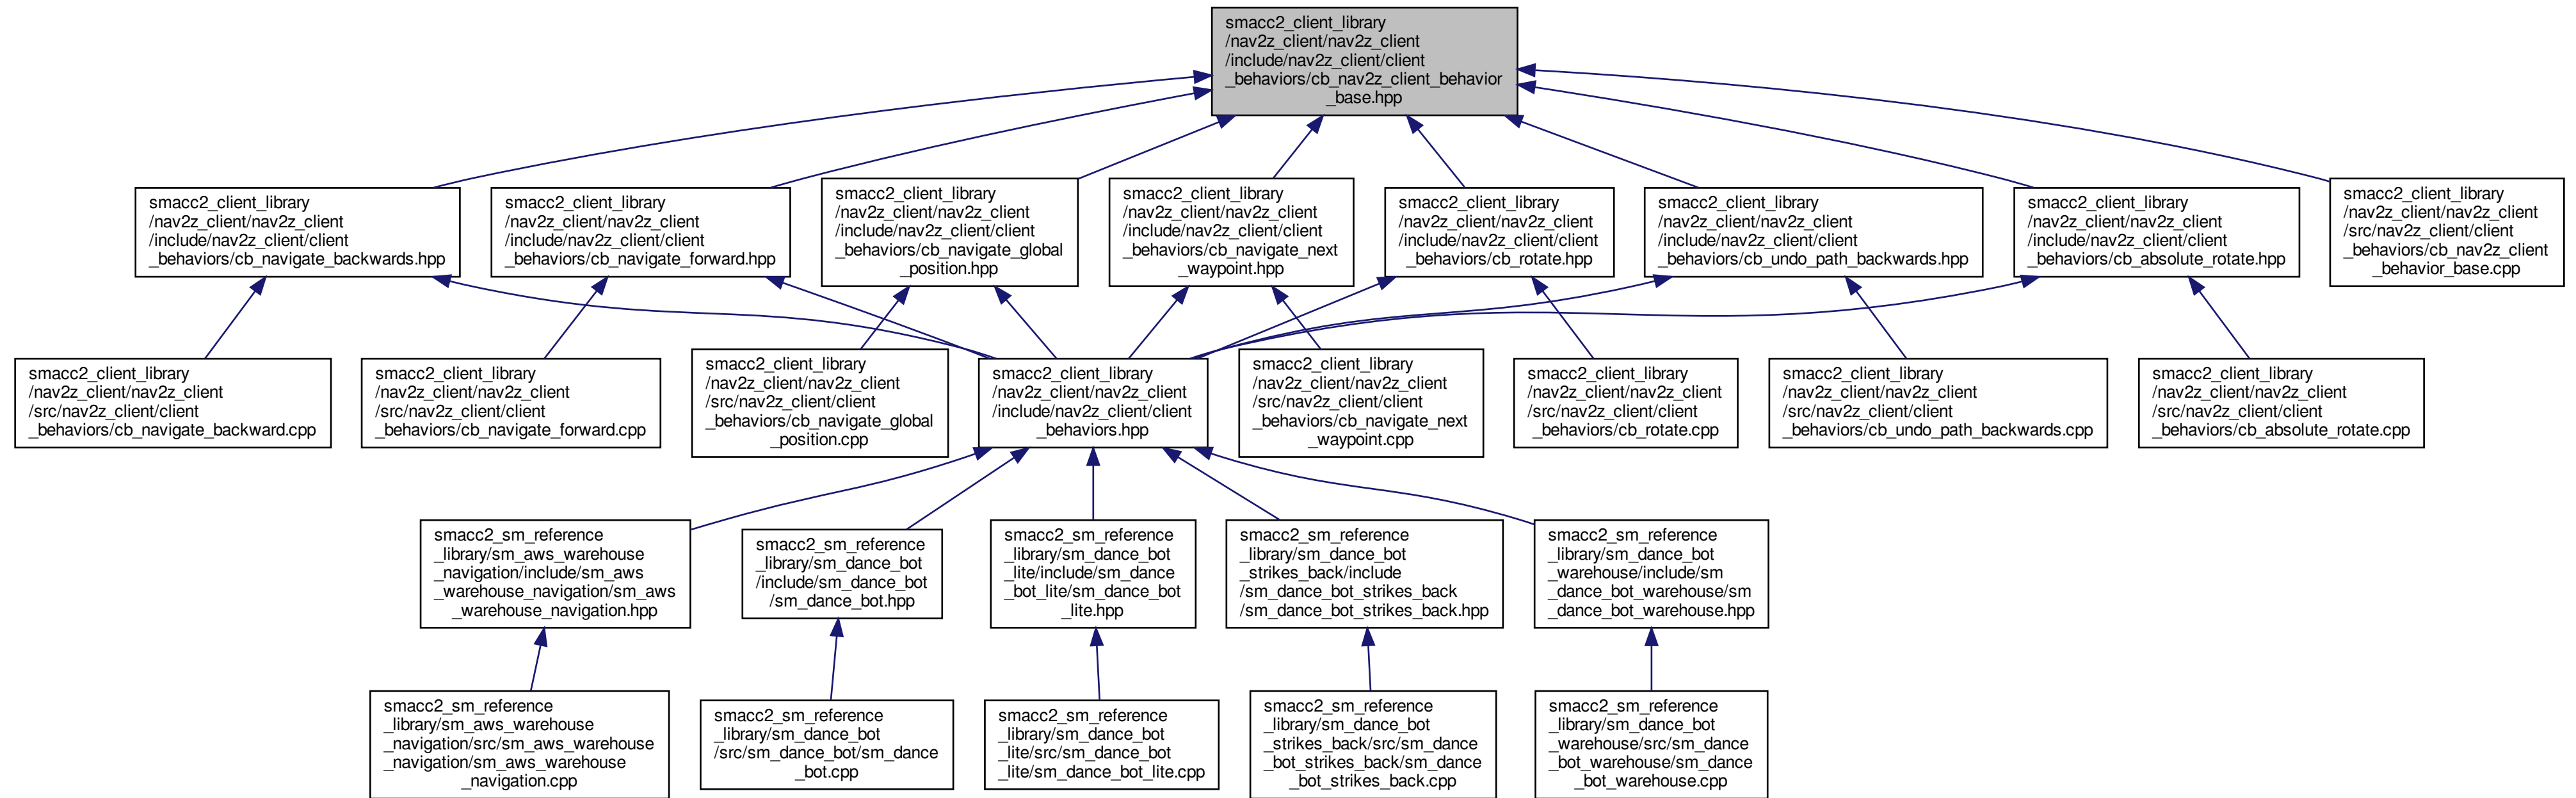 smacc2_client_library
/nav2z_client/nav2z_client
/include/nav2z_client/client
_behaviors/cb_nav2z_client_behavior
_base.hpp
smacc2_client_library
/nav2z_client/nav2z_client
/include/nav2z_client/client
_behaviors/cb_navigate_backwards.hpp
smacc2_client_library
/nav2z_client/nav2z_client
/include/nav2z_client/client
_behaviors/cb_navigate_forward.hpp
smacc2_client_library
/nav2z_client/nav2z_client
/include/nav2z_client/client
_behaviors/cb_navigate_global
_position.hpp
smacc2_client_library
/nav2z_client/nav2z_client
/include/nav2z_client/client
_behaviors/cb_navigate_next
_waypoint.hpp
smacc2_client_library
/nav2z_client/nav2z_client
/include/nav2z_client/client
_behaviors/cb_rotate.hpp
smacc2_client_library
/nav2z_client/nav2z_client
/include/nav2z_client/client
_behaviors/cb_undo_path_backwards.hpp
smacc2_client_library
/nav2z_client/nav2z_client
/include/nav2z_client/client
_behaviors/cb_absolute_rotate.hpp
smacc2_client_library
/nav2z_client/nav2z_client
/src/nav2z_client/client
_behaviors/cb_nav2z_client
_behavior_base.cpp
smacc2_client_library
/nav2z_client/nav2z_client
/src/nav2z_client/client
_behaviors/cb_navigate_backward.cpp
smacc2_client_library
/nav2z_client/nav2z_client
/src/nav2z_client/client
_behaviors/cb_navigate_forward.cpp
smacc2_client_library
/nav2z_client/nav2z_client
/src/nav2z_client/client
_behaviors/cb_navigate_global
_position.cpp
smacc2_client_library
/nav2z_client/nav2z_client
/include/nav2z_client/client
_behaviors.hpp
smacc2_client_library
/nav2z_client/nav2z_client
/src/nav2z_client/client
_behaviors/cb_navigate_next
_waypoint.cpp
smacc2_client_library
/nav2z_client/nav2z_client
/src/nav2z_client/client
_behaviors/cb_rotate.cpp
smacc2_client_library
/nav2z_client/nav2z_client
/src/nav2z_client/client
_behaviors/cb_undo_path_backwards.cpp
smacc2_client_library
/nav2z_client/nav2z_client
/src/nav2z_client/client
_behaviors/cb_absolute_rotate.cpp
smacc2_sm_reference
_library/sm_aws_warehouse
_navigation/include/sm_aws
_warehouse_navigation/sm_aws
_warehouse_navigation.hpp
smacc2_sm_reference
_library/sm_dance_bot
/include/sm_dance_bot
/sm_dance_bot.hpp
smacc2_sm_reference
_library/sm_dance_bot
_lite/include/sm_dance
_bot_lite/sm_dance_bot
_lite.hpp
smacc2_sm_reference
_library/sm_dance_bot
_strikes_back/include
/sm_dance_bot_strikes_back
/sm_dance_bot_strikes_back.hpp
smacc2_sm_reference
_library/sm_dance_bot
_warehouse/include/sm
_dance_bot_warehouse/sm
_dance_bot_warehouse.hpp
smacc2_sm_reference
_library/sm_aws_warehouse
_navigation/src/sm_aws_warehouse
_navigation/sm_aws_warehouse
_navigation.cpp
smacc2_sm_reference
_library/sm_dance_bot
/src/sm_dance_bot/sm_dance
_bot.cpp
smacc2_sm_reference
_library/sm_dance_bot
_lite/src/sm_dance_bot
_lite/sm_dance_bot_lite.cpp
smacc2_sm_reference
_library/sm_dance_bot
_strikes_back/src/sm_dance
_bot_strikes_back/sm_dance
_bot_strikes_back.cpp
smacc2_sm_reference
_library/sm_dance_bot
_warehouse/src/sm_dance
_bot_warehouse/sm_dance
_bot_warehouse.cpp